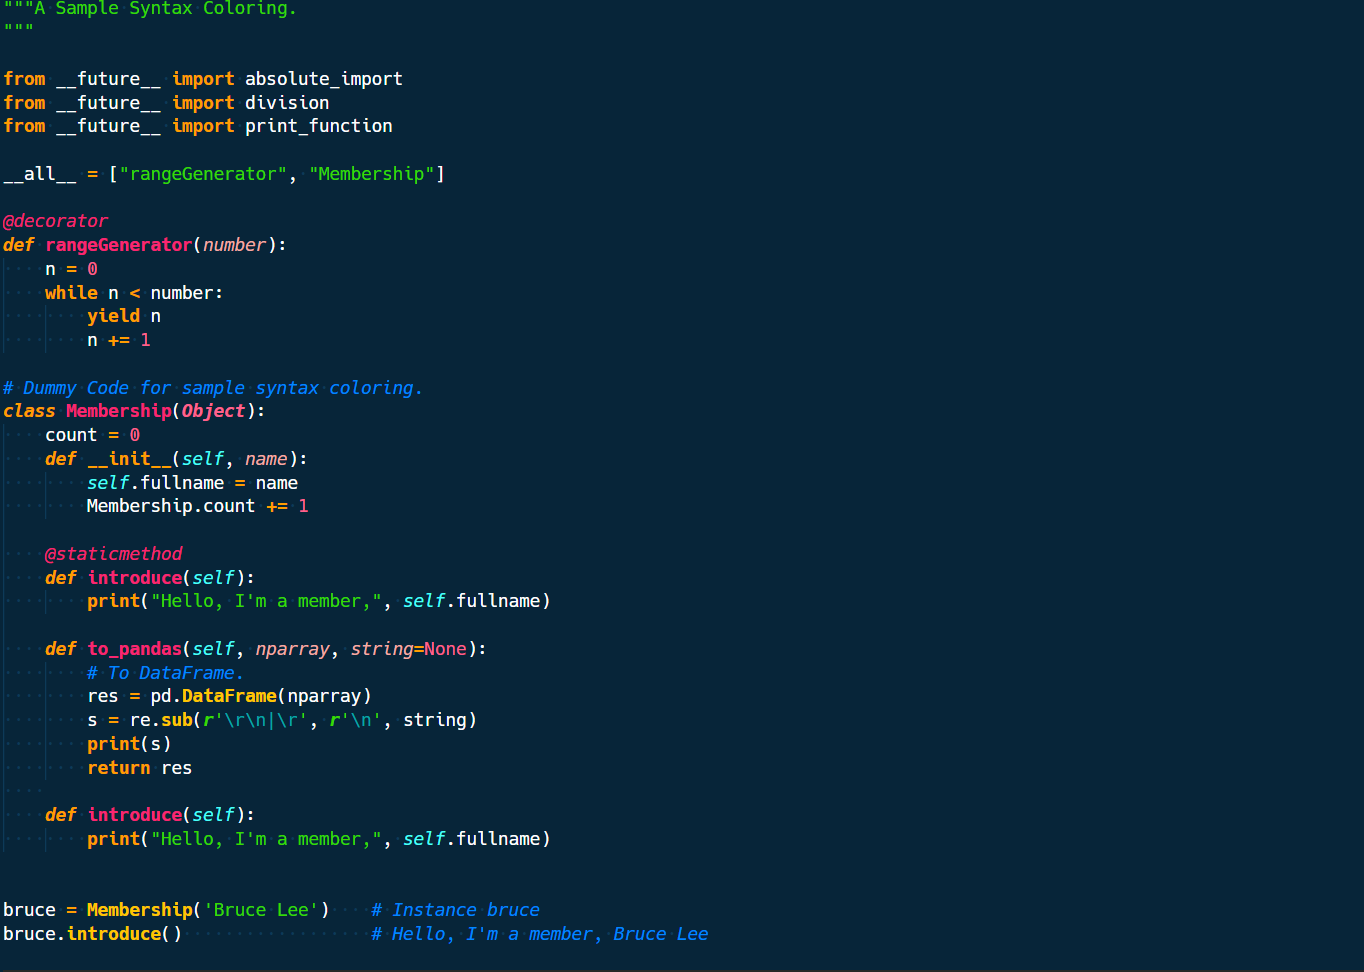 """A Sample Syntax Coloring.
"""

from __future__ import absolute_import
from __future__ import division
from __future__ import print_function

__all__ = ["rangeGenerator", "Membership"]

@decorator
def rangeGenerator(number):
    n = 0
    while n < number:
        yield n
        n += 1

# Dummy Code for sample syntax coloring.
class Membership(Object):
    count = 0
    def __init__(self, name):
        self.fullname = name
        Membership.count += 1

    @staticmethod
    def introduce(self):
        print("Hello, I'm a member,", self.fullname)

    def to_pandas(self, nparray, string=None):
        # To DataFrame.
        res = pd.DataFrame(nparray)
        s = re.sub(r'\r\n|\r', r'\n', string)
        print(s)
        return res

    def introduce(self):
        print("Hello, I'm a member,", self.fullname)


bruce = Membership('Bruce Lee')    # Instance bruce
bruce.introduce()                  # Hello, I'm a member, Bruce Lee